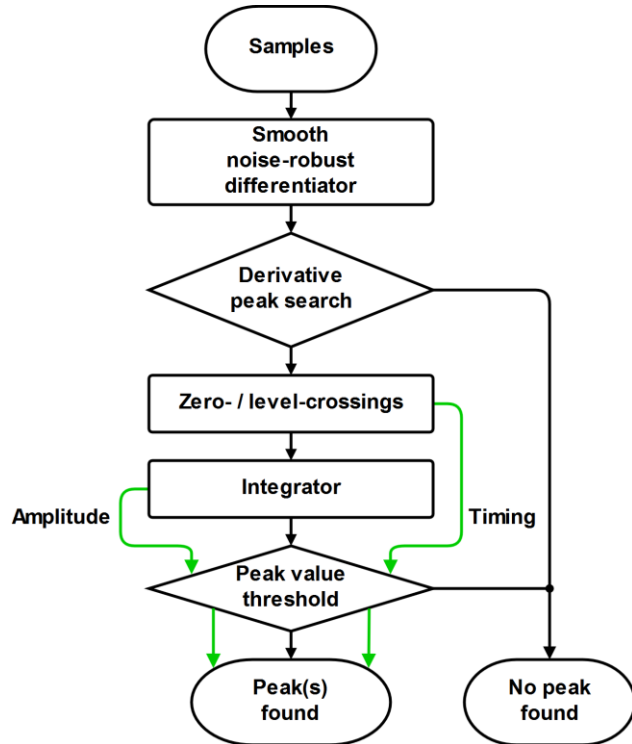 Samples
Smooth
noise-robust
differentiator
Derivative
peak search
Zero- / level-crossings
Integrator
Amplitude
Timing
Peak value
threshold
Peak(s)
found
No peak
found